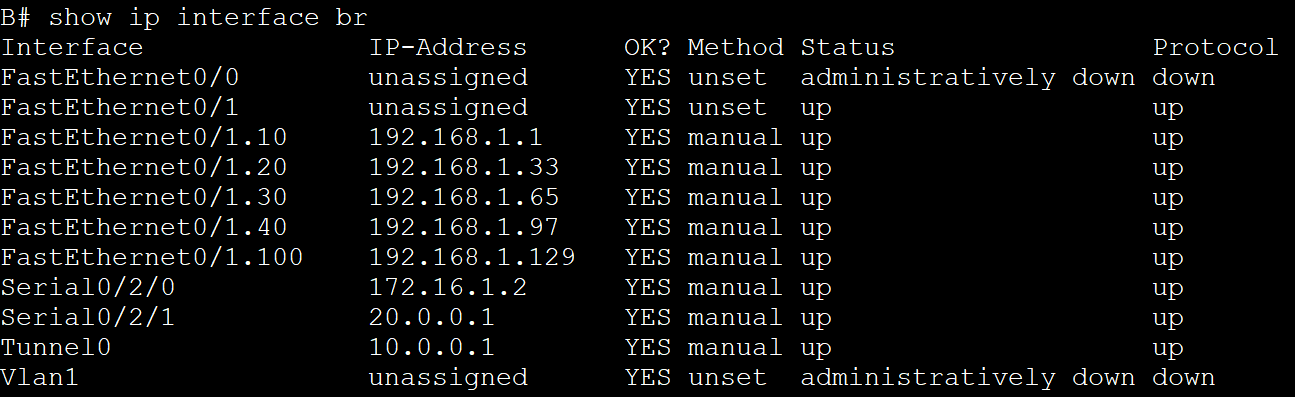 B# show ip interface br
Interface IP-Address OK? Method Status Protocol
FastEthernet0/0 unassigned YES unset administratively down down
FastEthernet0/1 unassigned YES unset up up
FastEthernet0/1.10 192.168.1.1 YES manual up up
FastEthernet0/1.20 192.168.1.33 YES manual up up
FastEthernet0/1.30 192.168.1.65 YES manual up up
FastEthernet0/1.40 192.168.1.97 YES manual up up
FastEthernet0/1.100 192.168.1.129 YES manual up up
Serial0/2/0 172.16.1.2 YES manual up up
Serial0/2/1 20.0.0.1 YES manual up up
Tunnel0 10.0.0.1 YES manual up up
Vlan1 unassigned YES unset administratively down down